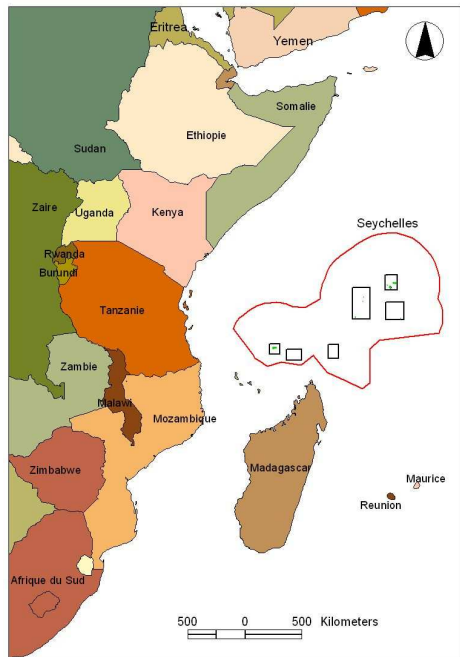 Eritrea
Yemen
Somalie
Ethiopie
Sudan
Zaire
Uganda
Kenya
Seychelles
Rwanda
Burundi
Tanzanie
Zambie
Malawi
Mozambique
Zimbabwe
Madagascar
Maurice
Reunion
Afrique du Sud
500 0 500 Kilometers